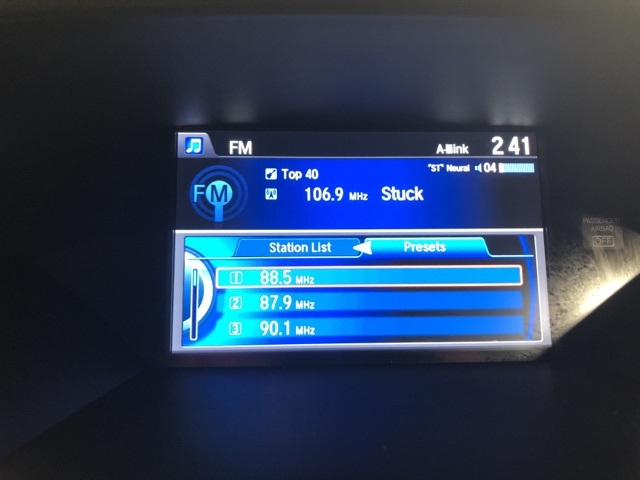 FM
A-link
2 41
"ST" Neural
04
FM
Top 40
106.9 MHz Stuck
Station List
Presets
1 88.5 MHz
2 87.9 MHz
3 90.1 MHz
PASSENGER
AIRBAG
OFF